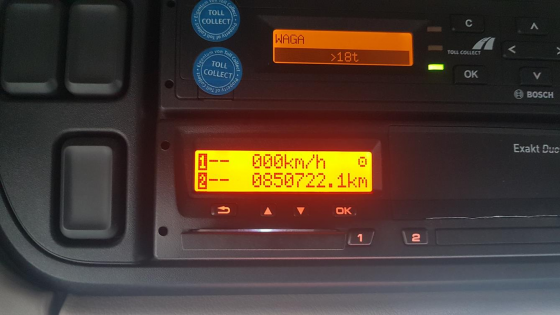 TOLL
COLLECT
TOLL
COLLECT
WAGA
>18t
C
TOLL COLLECT
OK
BOSCH
Exakt Duo
1-- 000km/h
2-- 0850722.1km
OK
1
2